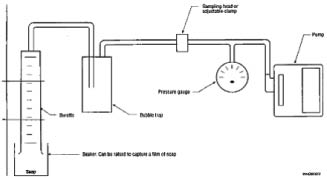 Sampling head or
adjustable clamp
Pump
Pressure gauge
Burette
Bubble trap
Beaker. Can be raised to capture a film of soap
Soap